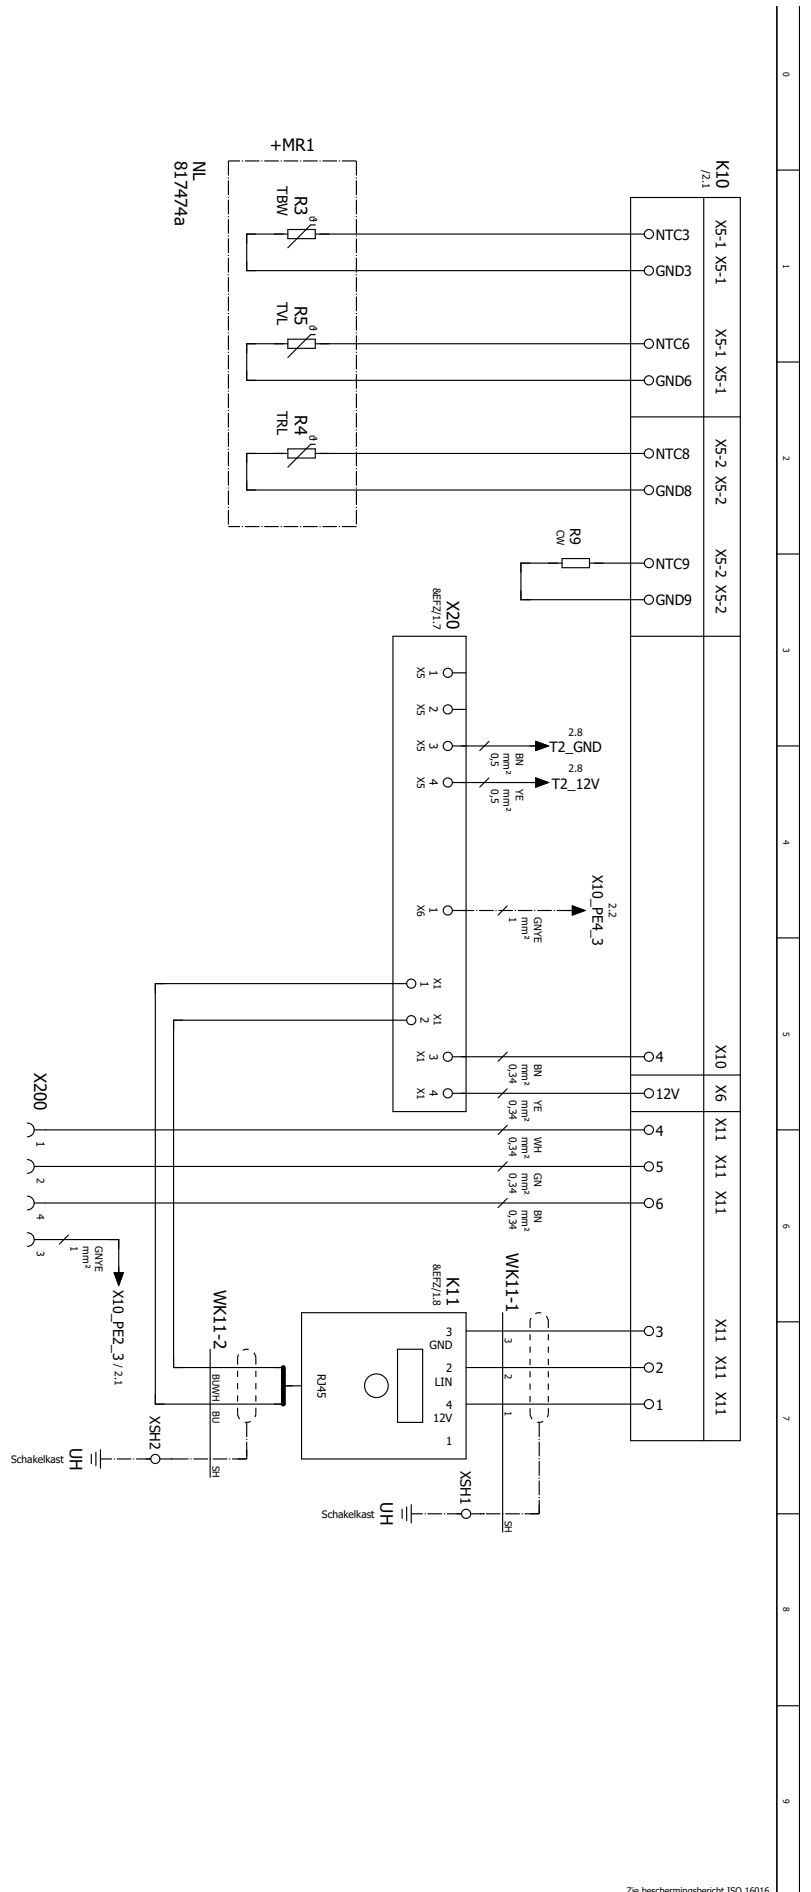 0
1
2
3
4
5
6
7
8
9
K10
/2.1
X5-1 X5-1
X5-1 X5-1
X5-2 X5-2
X5-2 X5-2
X10
X6
X11
X11
X11
X11
X11
X11
NTC3
GND3
NTC6
GND6
NTC8
GND8
NTC9
GND9
4
12V
4
5
6
3
2
1
+MR1
NL
817474a
R3
TBW
ϑ
R5
TVL
ϑ
R4
TRL
ϑ
R9
CW
X20
&EFZ/1.7
X5 1
X5 2
X5 3
X5 4
X6 1
1 X1
2 X1
X1 3
X1 4
2.8
T2_GND
BN
mm²
0,5
2.8
T2_12V
YE
mm²
0,5
2.2
X10_PE4_3
GNYE
mm²
1
BN
mm²
0,34
YE
mm²
0,34
WH
mm²
0,34
GN
mm²
0,34
BN
mm²
0,34
X200
1
2
4
3
GNYE
mm²
1
X10_PE2_3 / 2.1
K11
&EFZ/1.8
3
GND
2
LIN
4
12V
1
RJ45
WK11-1
3
2
1
SH
XSH1
Schakelkast UH
WK11-2
BUWH
BU
SH
XSH2
Schakelkast UH
Zie beschermingsbericht ISO 16016